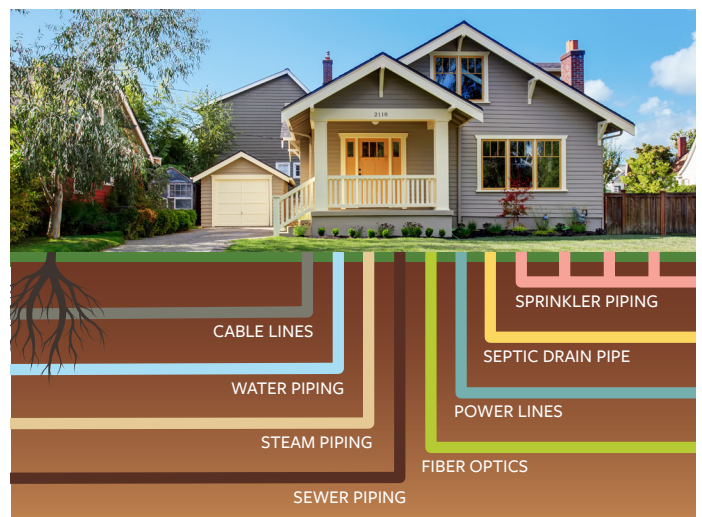 2118
SPRINKLER PIPING
CABLE LINES
SEPTIC DRAIN PIPE
WATER PIPING
POWER LINES
STEAM PIPING
FIBER OPTICS
SEWER PIPING